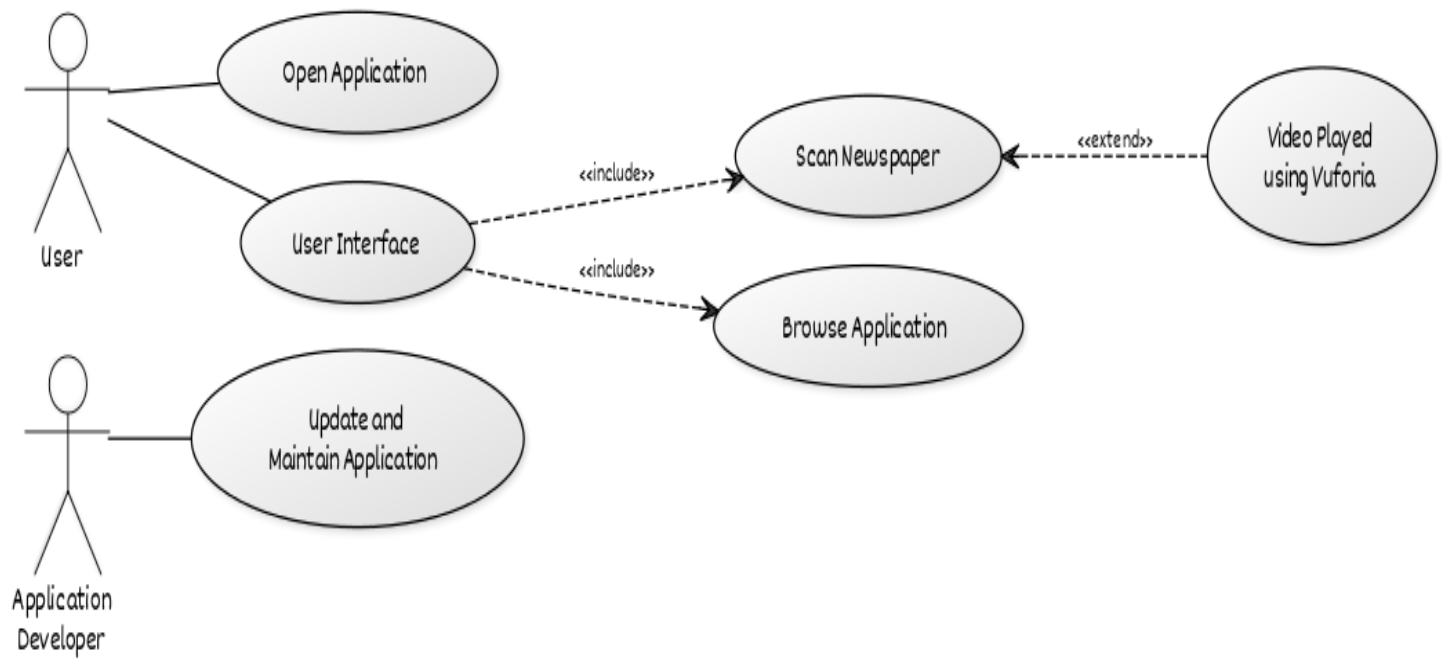 Open Application
User
User Interface
<<include>>
<<include>>
Scan Newspaper
<<extend>>
Video Played
using Vuforia
Browse Application
Update and
Maintain Application
Application
Developer